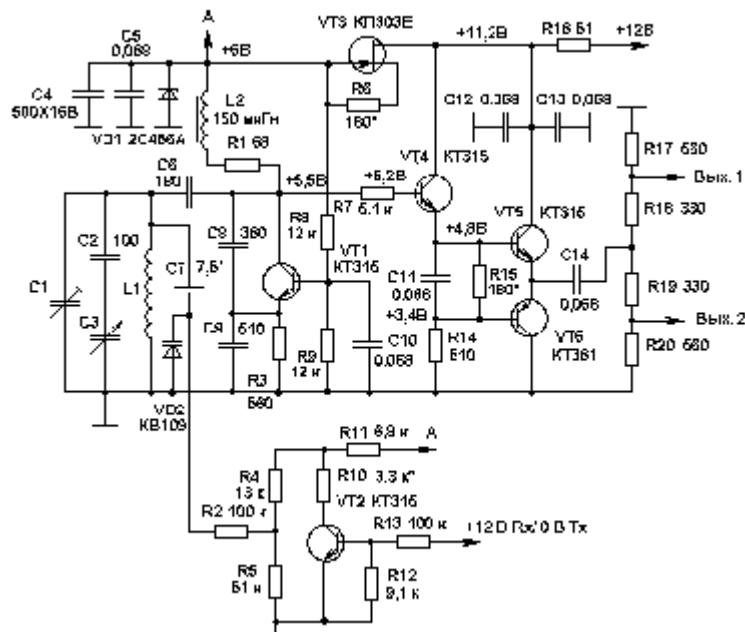 A
C5
0,068
+6В
VT3 КП303Е
+11,2В
R16 51
+12В
C4
500X16В
L2
150 мкГн
R6
180*
C12 0.068
C13 0,068
VD1 2C456A
R1 68
C6
180
+5,5В
+5,2В
VT4
КТ315
R17 560
Вых. 1
R18 330
R8
12 к
R7 5.1 к
C2
100
C8
360
VT1
КТ315
+4,8В
VT5
КТ315
C14
0,068
C7
7,5*
C1
L1
C11
0.068
R15
180*
R19 330
C3
C9
510
+3,4В
Вых. 2
R9
12 к
C10
0.068
R14
510
VT6
КТ361
R20 560
R3
560
VD2
КВ109
R11 6,8 к
A
R4
13 к
R10 3.3 к*
R2 100 к
VT2 КТ315
R13 100 к
+12В Rx/0 В Tx
R5
51 к
R12
9,1 к